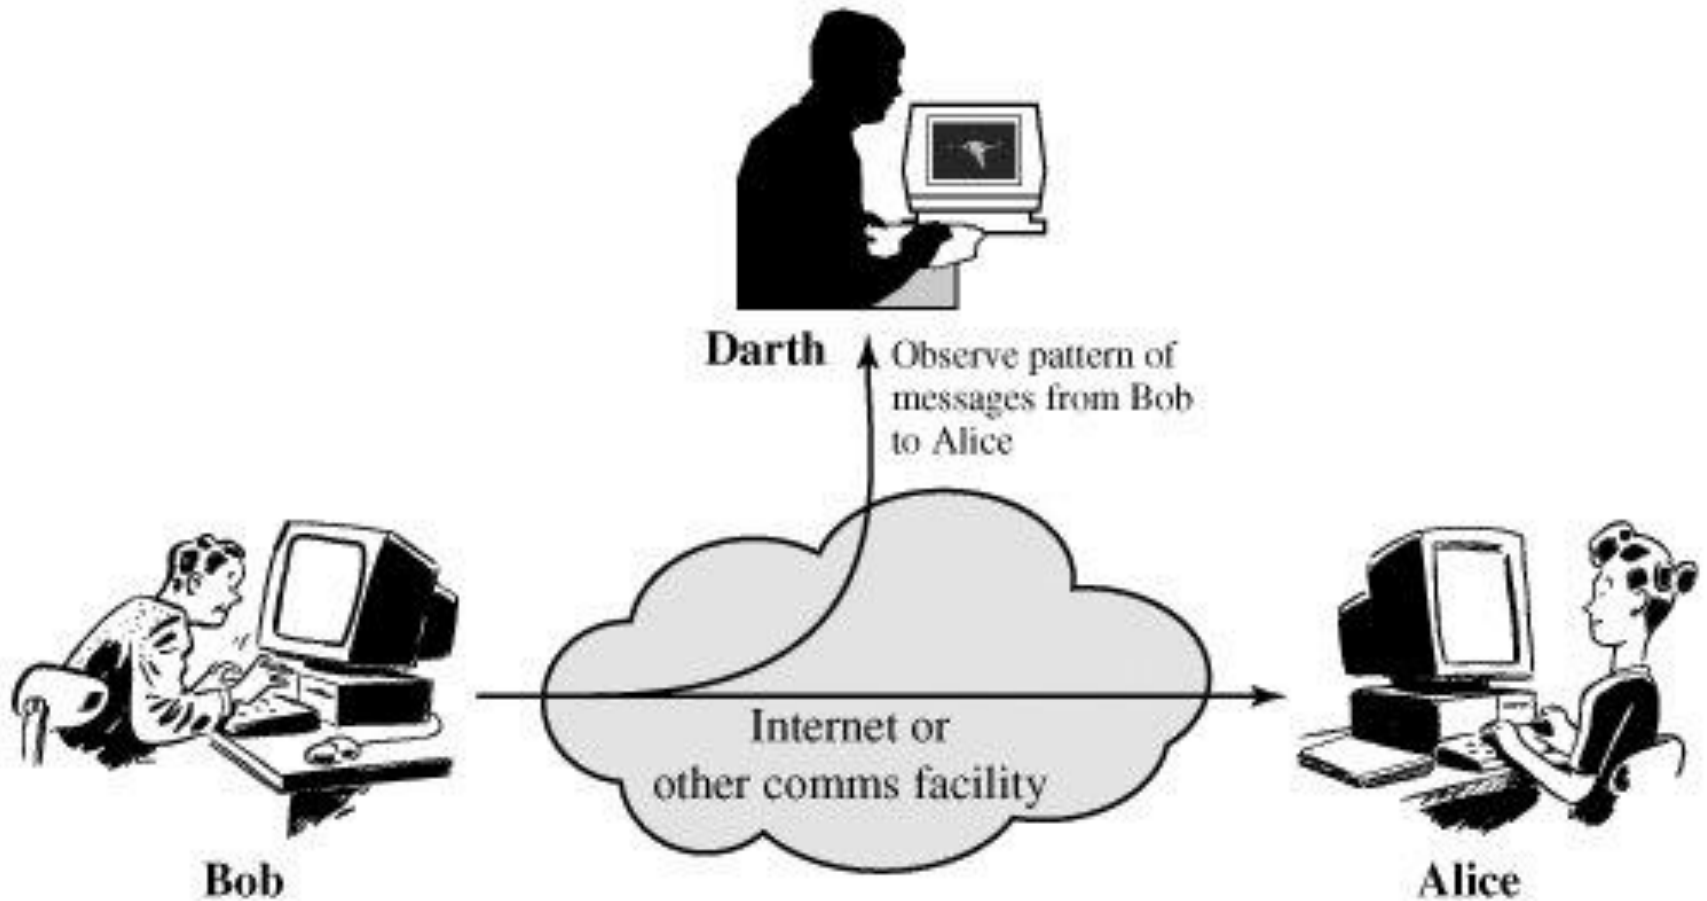 Darth
Observe pattern of
messages from Bob
to Alice
Internet or
other comms facility
Bob
Alice